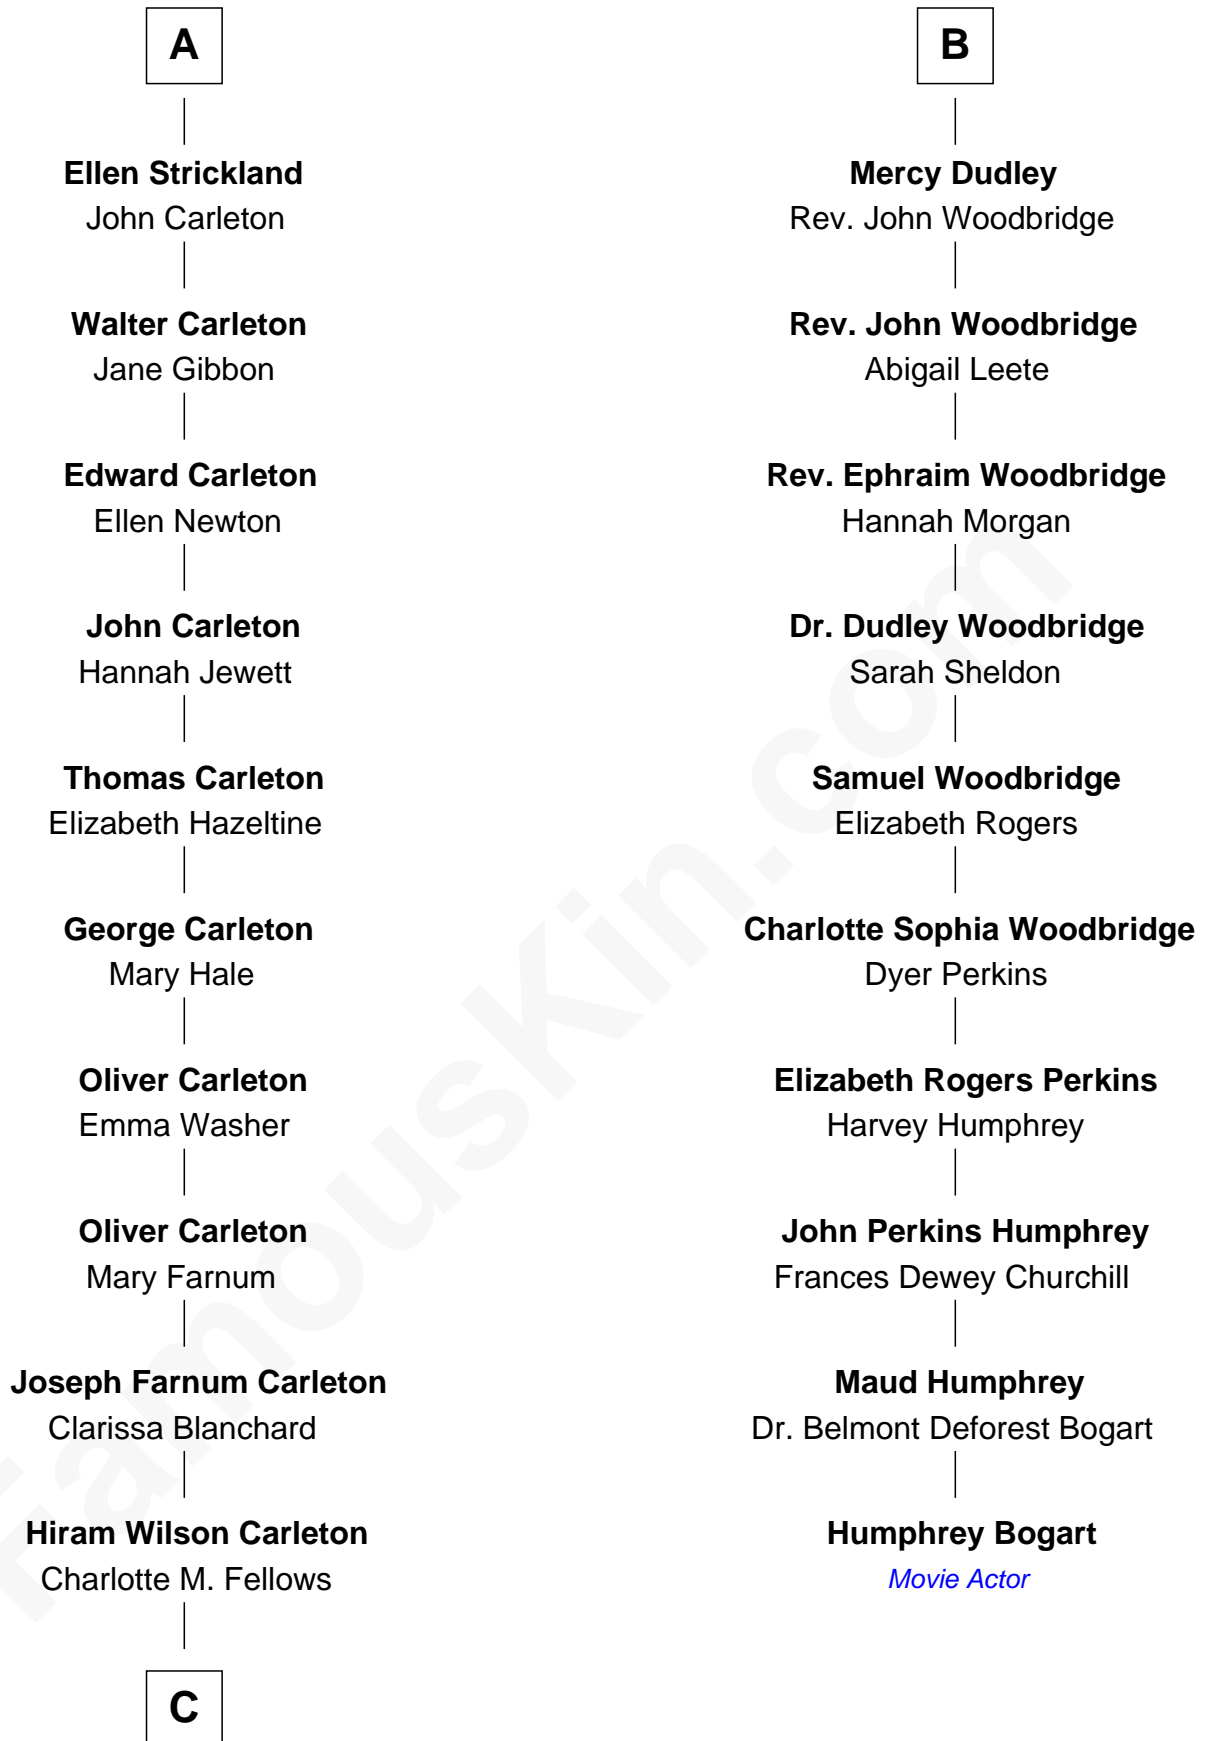 A
Ellen Strickland
John Carleton
Walter Carleton
Jane Gibbon
Edward Carleton
Ellen Newton
John Carleton
Hannah Jewett
Thomas Carleton
Elizabeth Hazeltine
George Carleton
Mary Hale
Oliver Carleton
Emma Washer
Oliver Carleton
Mary Farnum
Joseph Farnum Carleton
Clarissa Blanchard
Hiram Wilson Carleton
Charlotte M. Fellows
C
B
Mercy Dudley
Rev. John Woodbridge
Rev. John Woodbridge
Abigail Leete
Rev. Ephraim Woodbridge
Hannah Morgan
Dr. Dudley Woodbridge
Sarah Sheldon
Samuel Woodbridge
Elizabeth Rogers
Charlotte Sophia Woodbridge
Dyer Perkins
Elizabeth Rogers Perkins
Harvey Humphrey
John Perkins Humphrey
Frances Dewey Churchill
Maud Humphrey
Dr. Belmont Deforest Bogart
Humphrey Bogart
Movie Actor
FamousKin.com